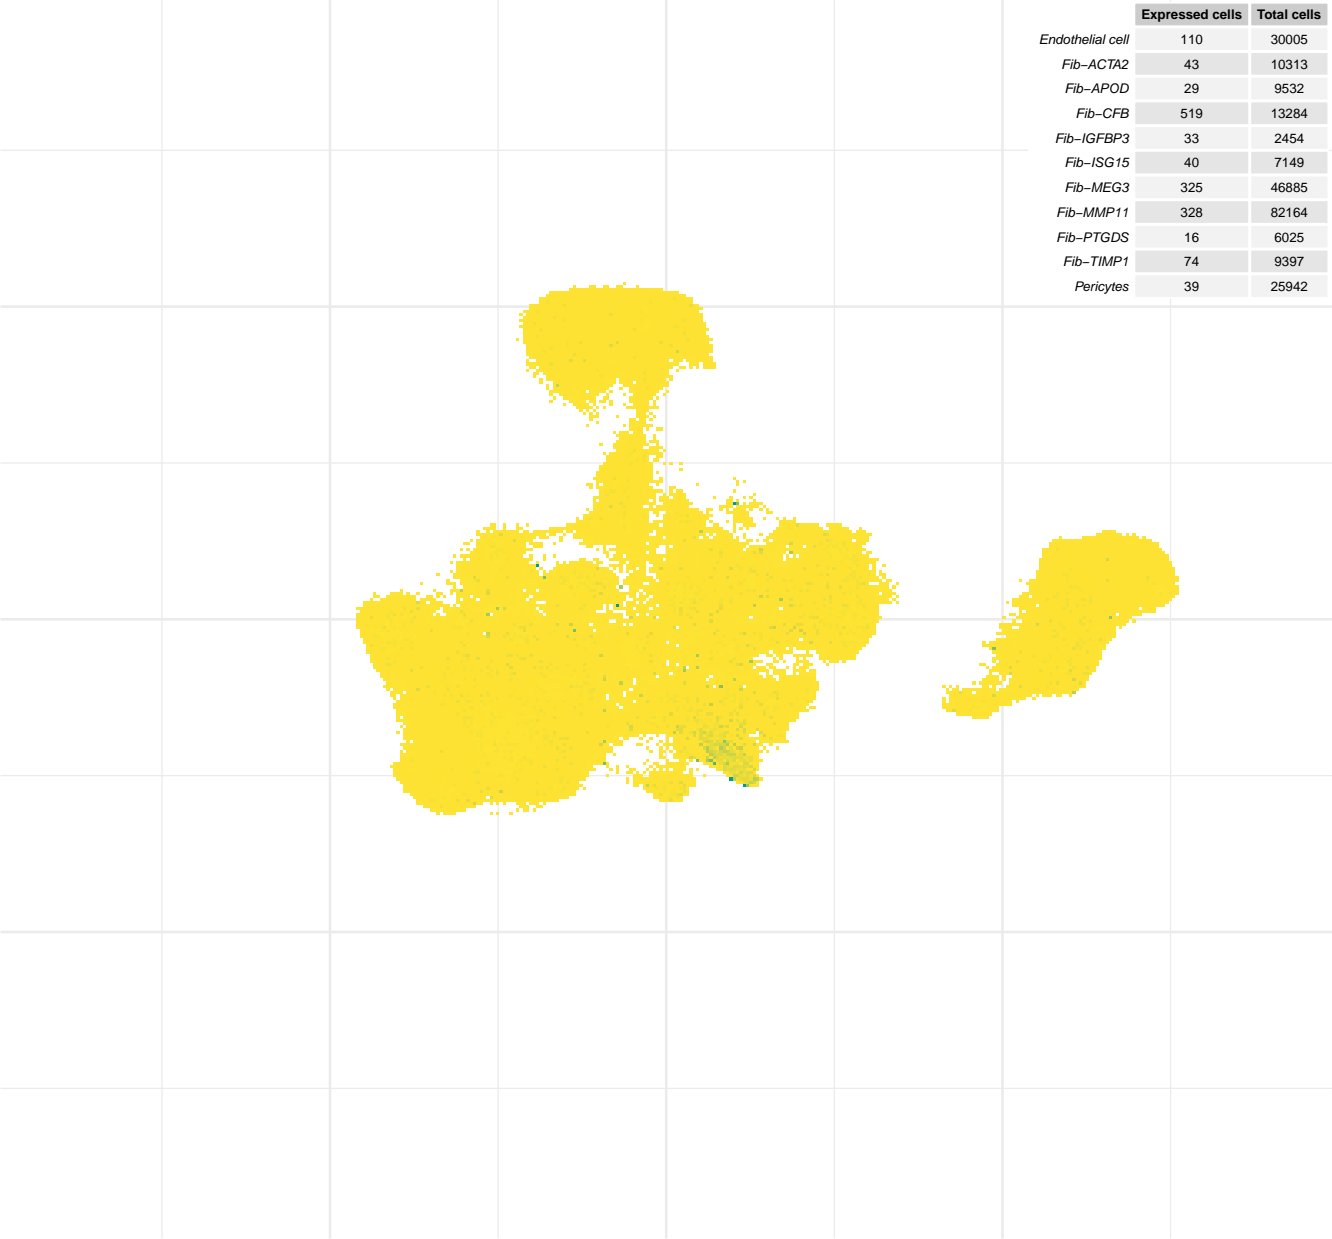 Expressed cells Total cells
Endothelial cell 110 30005
Fib−ACTA2 43 10313
Fib−APOD 29 9532
Fib−CFB 519 13284
Fib−IGFBP3 33 2454
Fib−ISG15 40 7149
Fib−MEG3 325 46885
Fib−MMP11 328 82164
Fib−PTGDS 16 6025
Fib−TIMP1 74 9397
Pericytes 39 25942